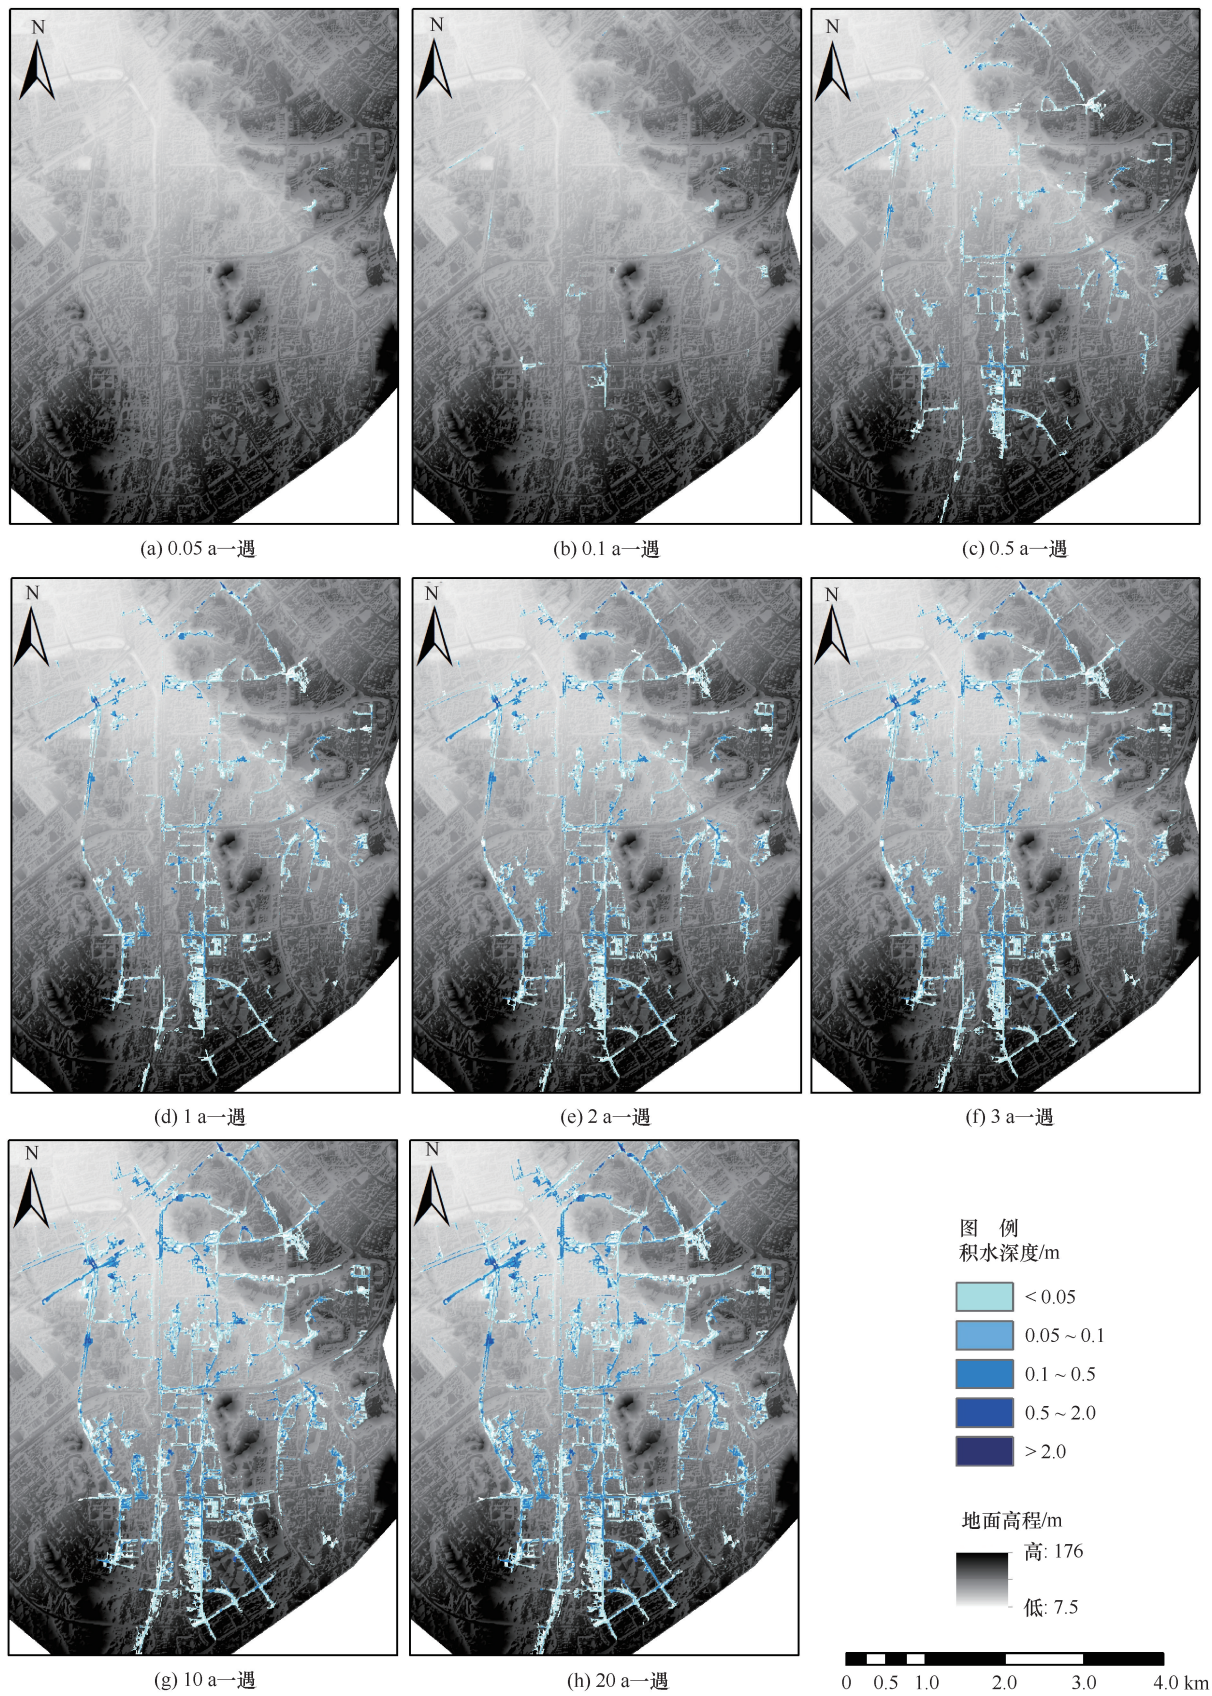 N
N
N
(a) 0.05 a一遇
(b) 0.1 a一遇
(c) 0.5 a一遇
N
N
N
(d) 1 a一遇
(e) 2 a一遇
(f) 3 a一遇
N
N
(g) 10 a一遇
(h) 20 a一遇
图 例
积水深度/m
< 0.05
0.05 ~ 0.1
0.1 ~ 0.5
0.5 ~ 2.0
> 2.0
地面高程/m
高: 176
低: 7.5
0 0.5 1.0 2.0 3.0 4.0 km